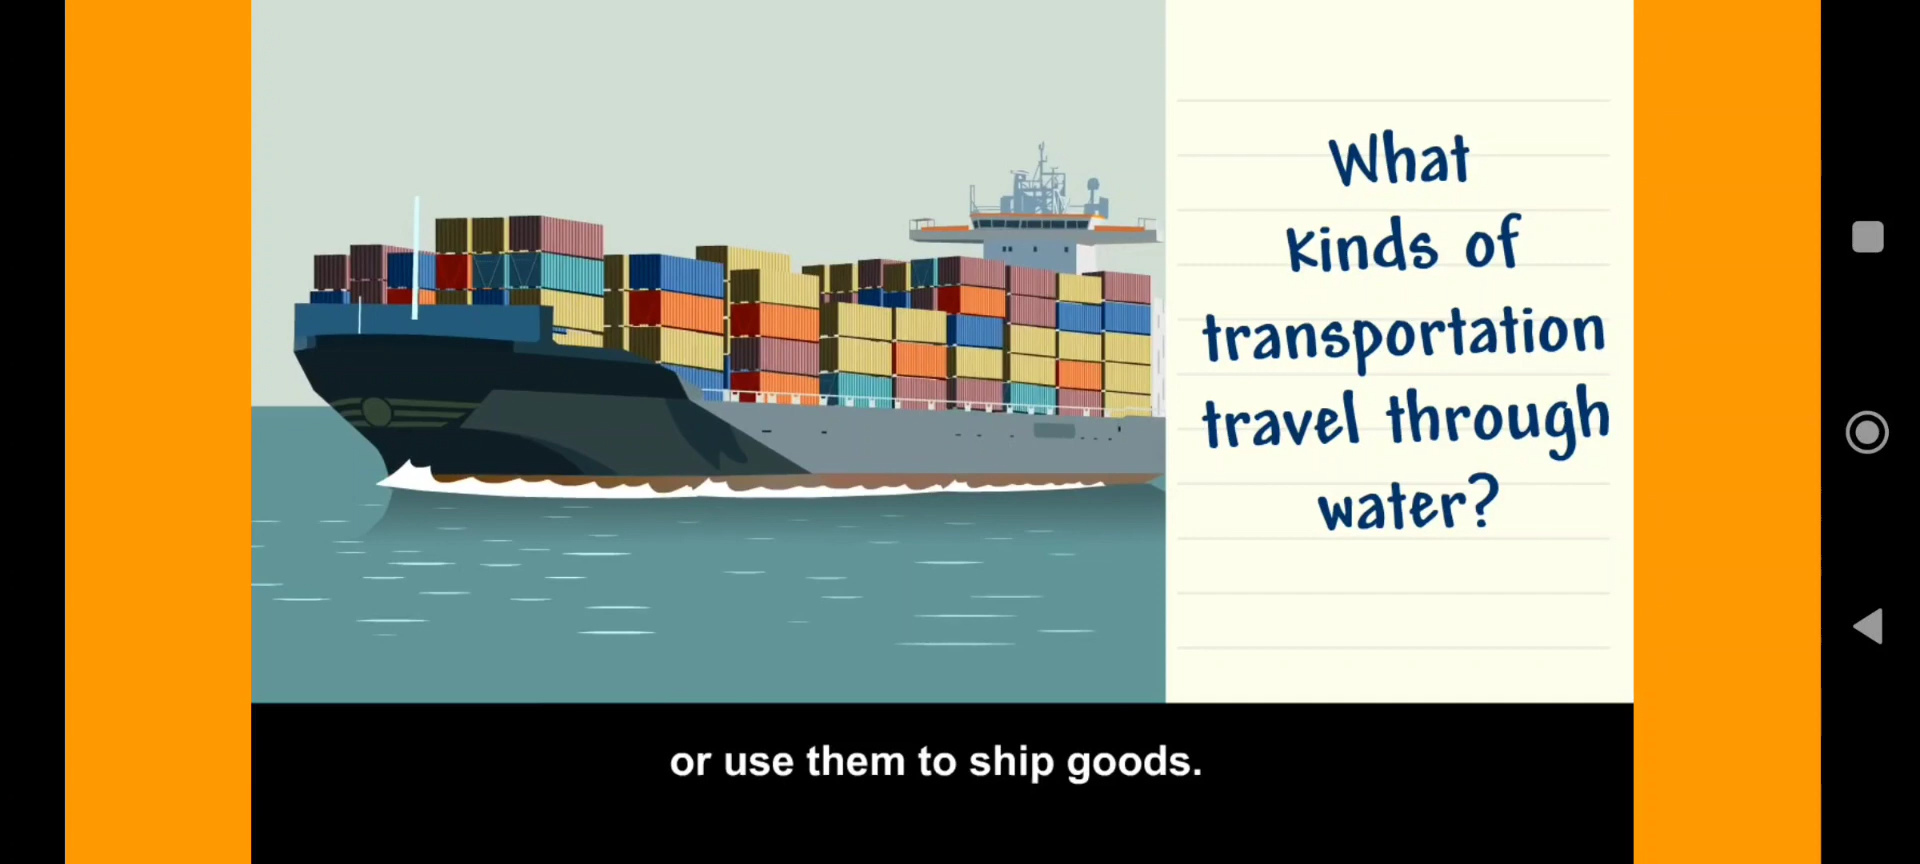 What
kinds of
transportation
travel through
water?
or use them to ship goods.